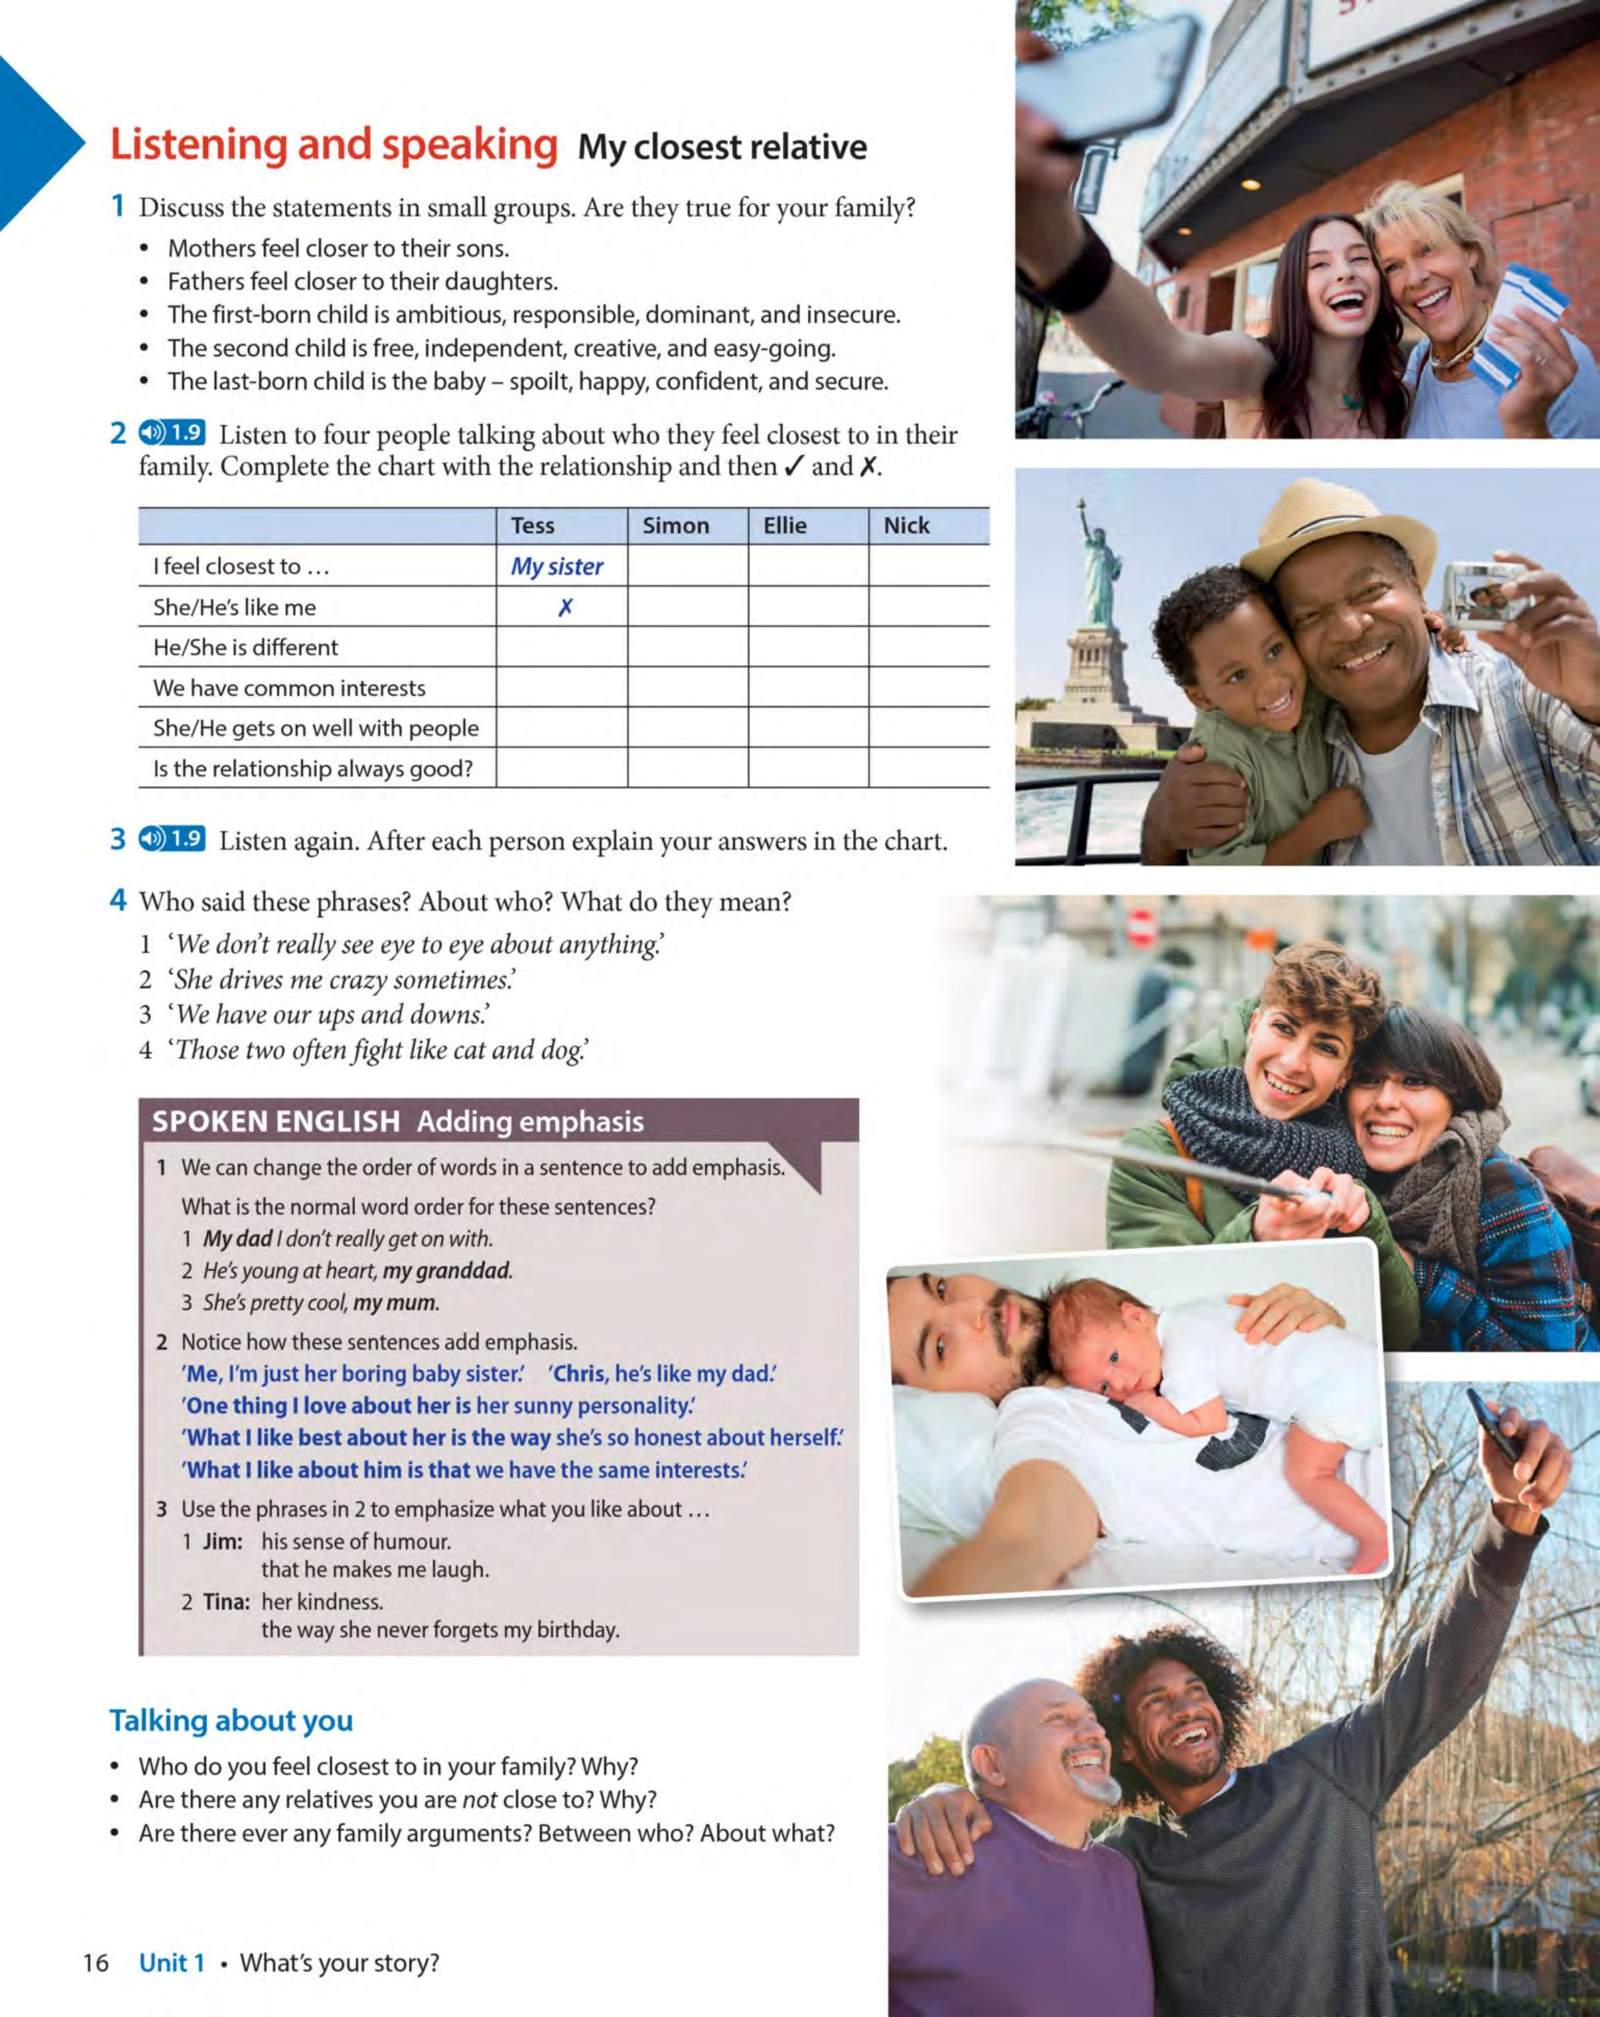 Listening and speaking My closest relative
1 Discuss the statements in small groups. Are they true for your family?
• Mothers feel closer to their sons.
• Fathers feel closer to their daughters.
• The first-born child is ambitious, responsible, dominant, and insecure.
• The second child is free, independent, creative, and easy-going.
• The last-born child is the baby – spoilt, happy, confident, and secure.
2 1.9 Listen to four people talking about who they feel closest to in their
family. Complete the chart with the relationship and then ✓ and ✗.
Tess Simon Ellie Nick
I feel closest to … My sister
She/He's like me ✗
He/She is different
We have common interests
She/He gets on well with people
Is the relationship always good?
3 1.9 Listen again. After each person explain your answers in the chart.
4 Who said these phrases? About who? What do they mean?
1 ‘We don’t really see eye to eye about anything.’
2 ‘She drives me crazy sometimes.’
3 ‘We have our ups and downs.’
4 ‘Those two often fight like cat and dog.’
SPOKEN ENGLISH Adding emphasis
1 We can change the order of words in a sentence to add emphasis.
What is the normal word order for these sentences?
1 My dad I don’t really get on with.
2 He’s young at heart, my granddad.
3 She’s pretty cool, my mum.
2 Notice how these sentences add emphasis.
‘Me, I’m just her boring baby sister.’ ‘Chris, he’s like my dad.’
‘One thing I love about her is her sunny personality.’
‘What I like best about her is the way she’s so honest about herself.’
‘What I like about him is that we have the same interests.’
3 Use the phrases in 2 to emphasize what you like about …
1 Jim: his sense of humour.
that he makes me laugh.
2 Tina: her kindness.
the way she never forgets my birthday.
Talking about you
• Who do you feel closest to in your family? Why?
• Are there any relatives you are not close to? Why?
• Are there ever any family arguments? Between who? About what?
16 Unit 1 • What’s your story?